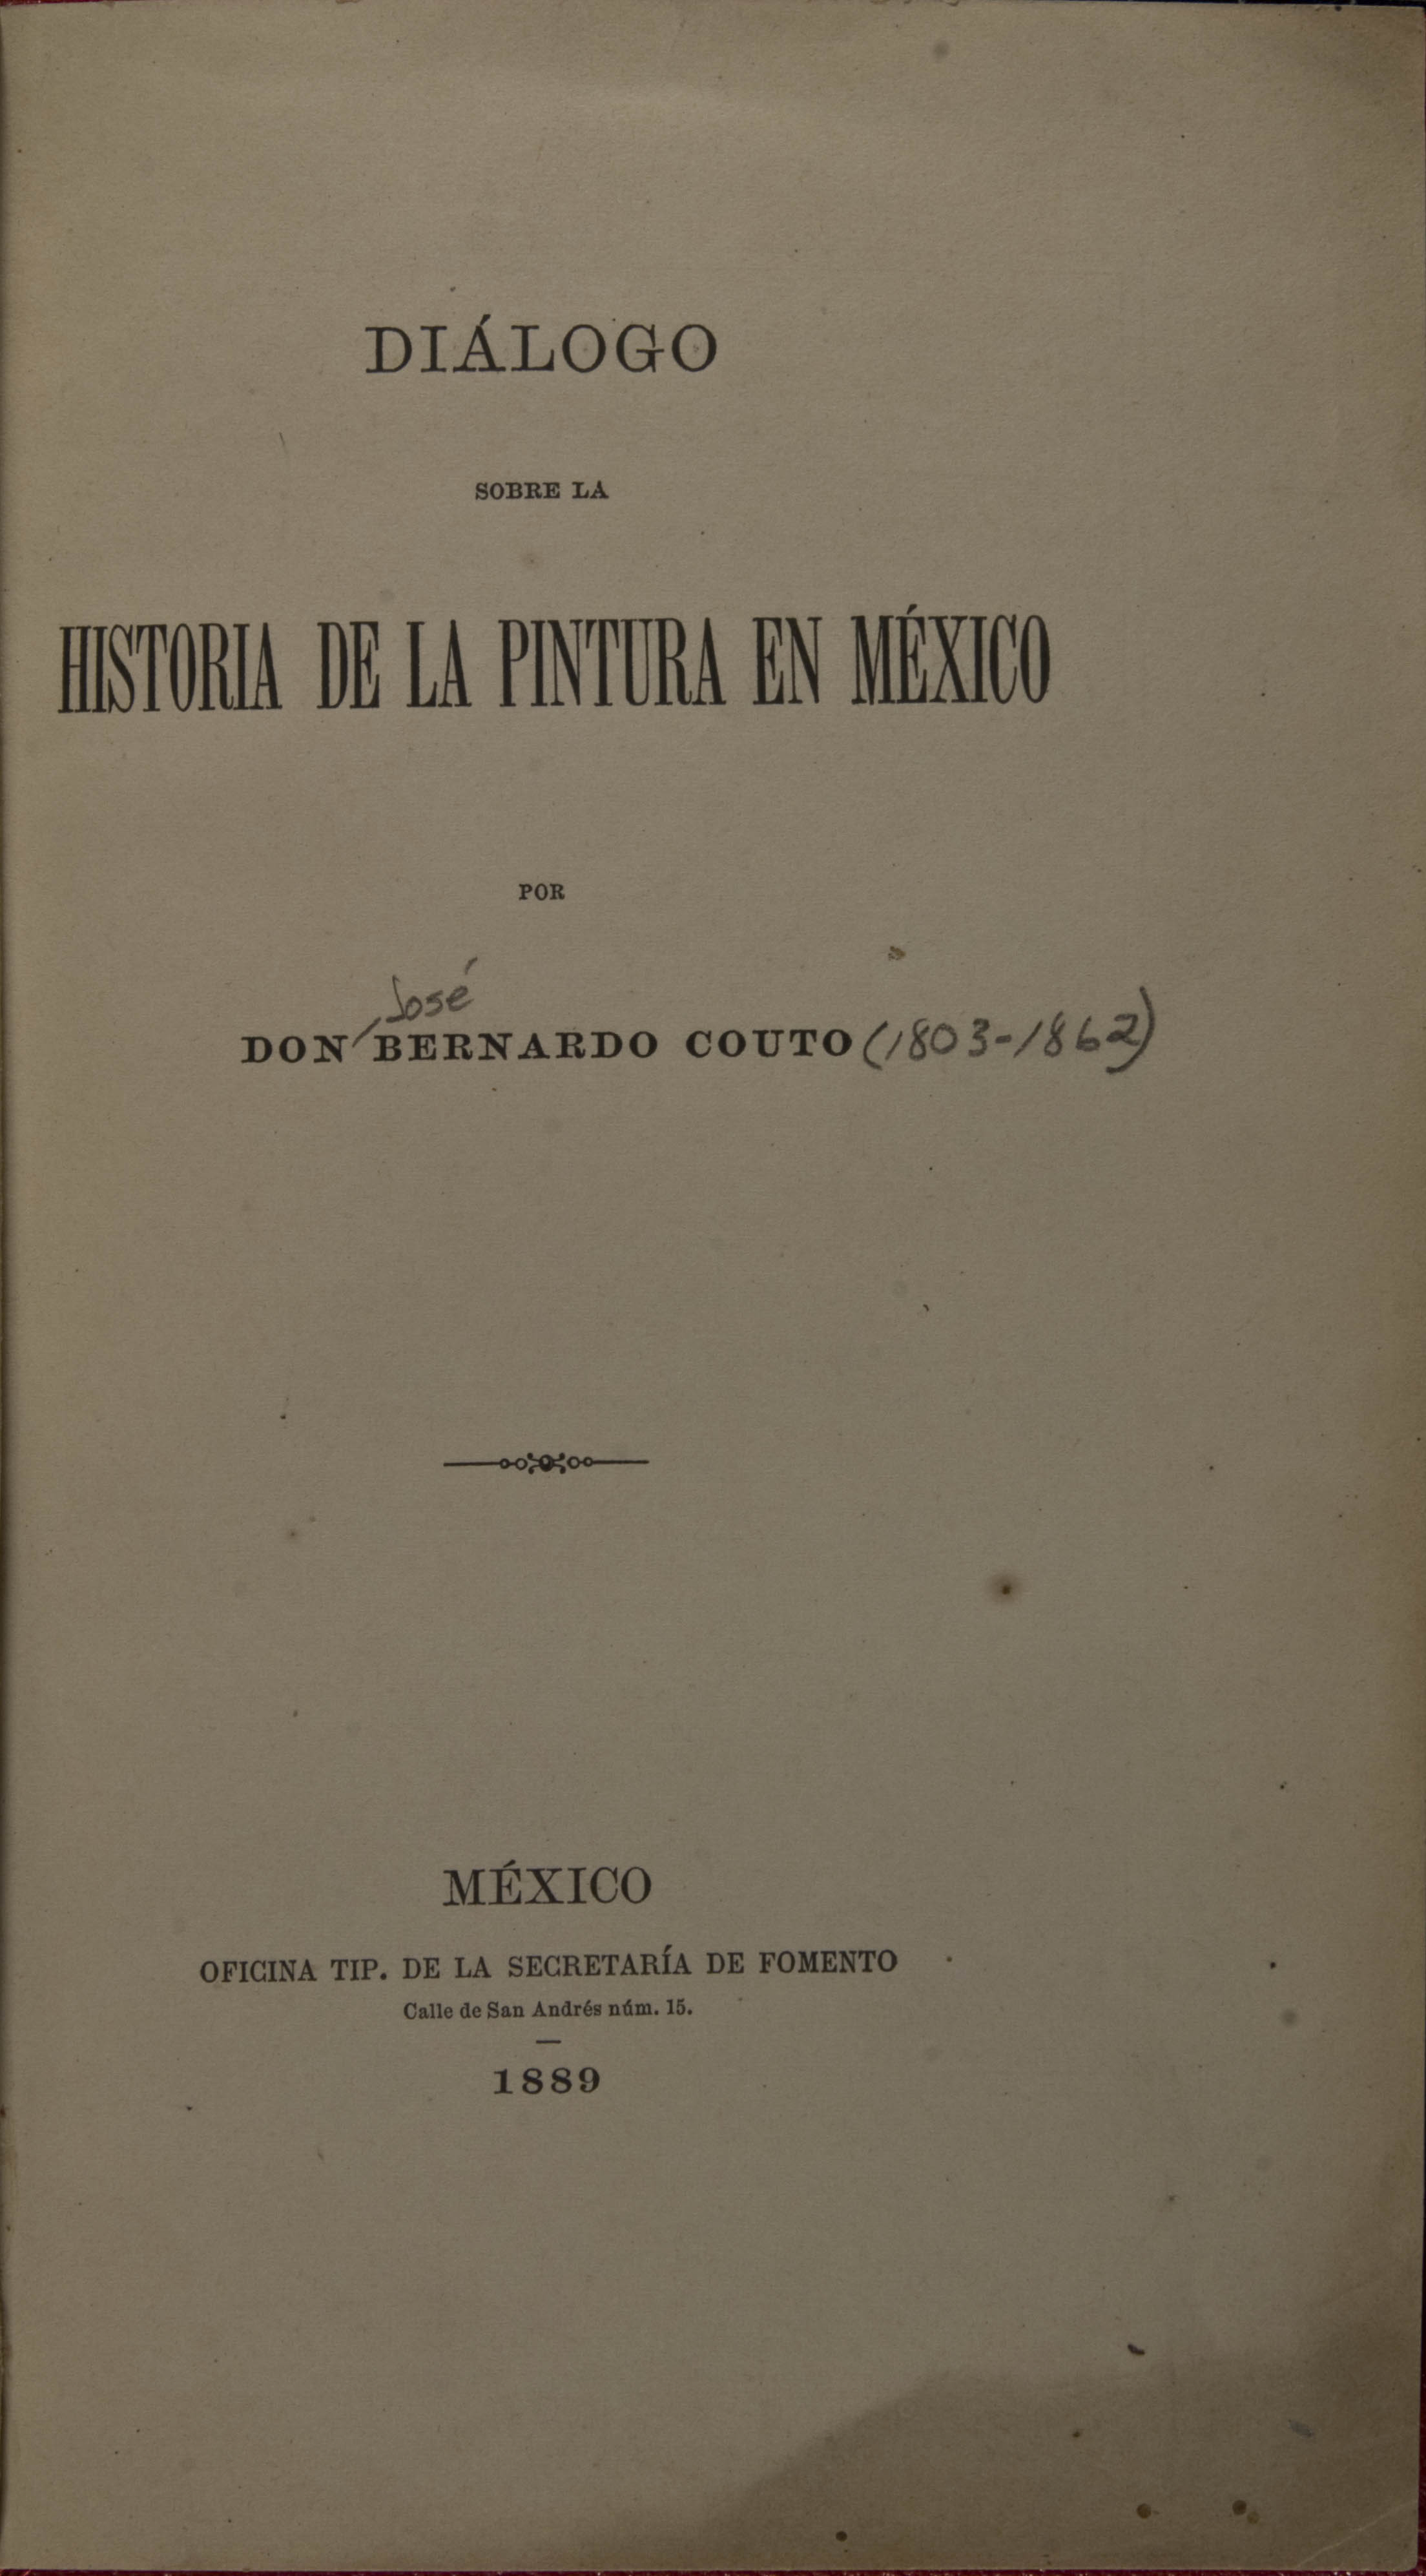 DIÁLOGO
SOBRE LA
HISTORIA DE LA PINTURA EN MÉXICO
POR
José
DON BERNARDO COUTO (1803-1862)
MÉXICO
OFICINA TIP. DE LA SECRETARÍA DE FOMENTO
Calle de San Andrés núm. 15.
1889